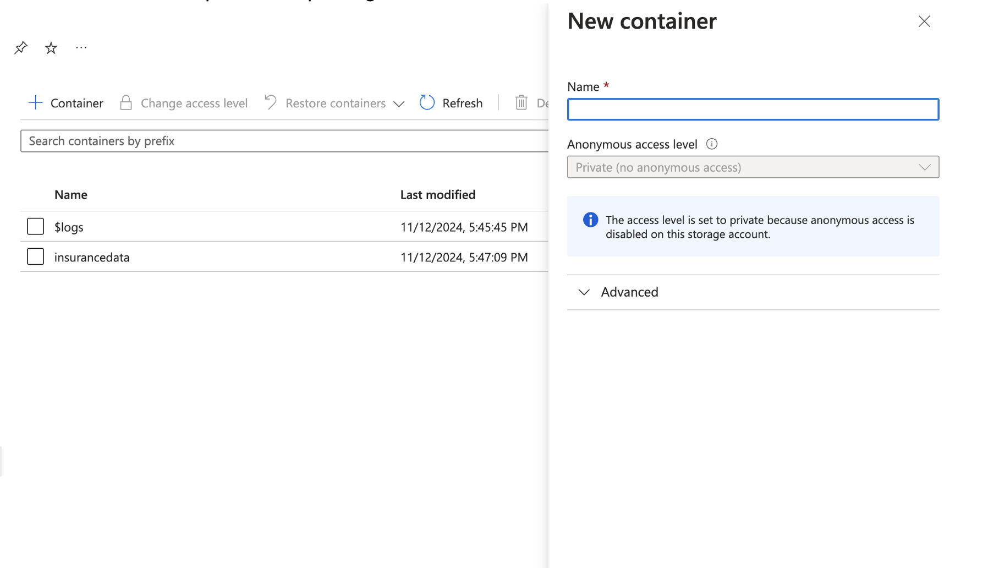 Container
Change access level
Restore containers
Refresh
Search containers by prefix
Name
Last modified
$logs
11/12/2024, 5:45:45 PM
insurancedata
11/12/2024, 5:47:09 PM
New container
Name *
Anonymous access level
Private (no anonymous access)
The access level is set to private because anonymous access is
disabled on this storage account.
Advanced